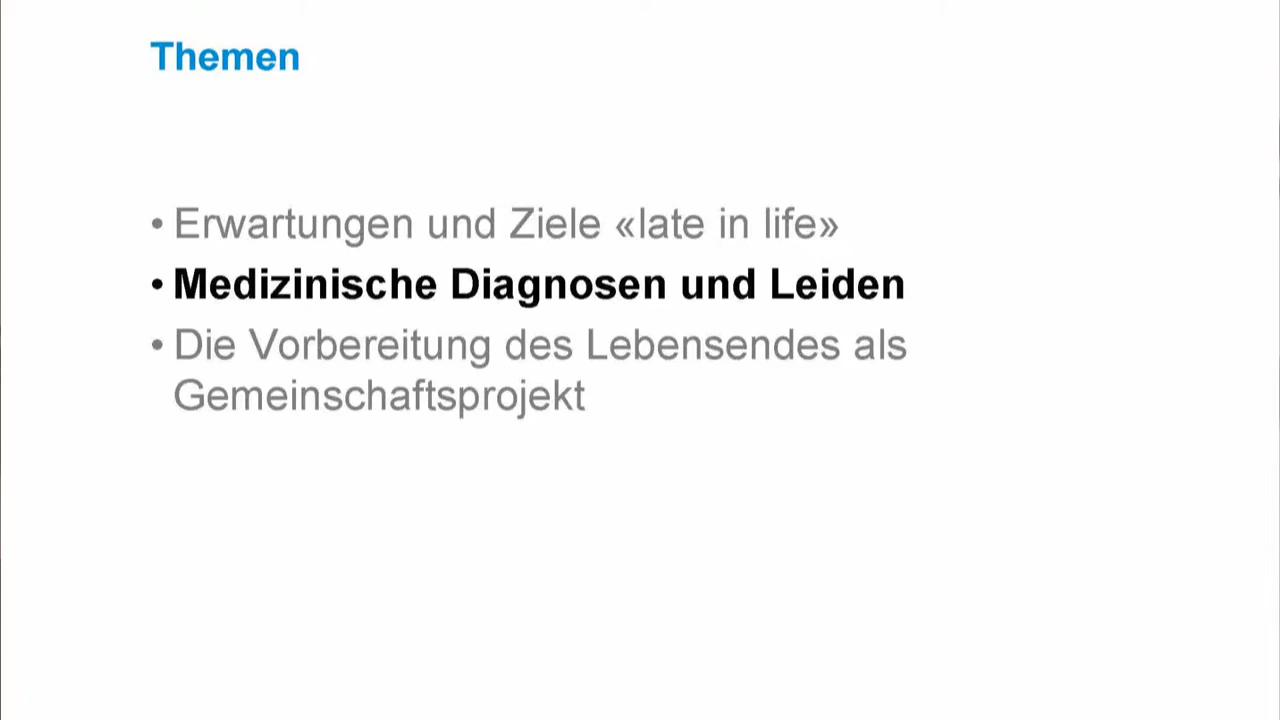 Themen
• Erwartungen und Ziele «late in life»
• Medizinische Diagnosen und Leiden
• Die Vorbereitung des Lebensendes als
Gemeinschaftsprojekt